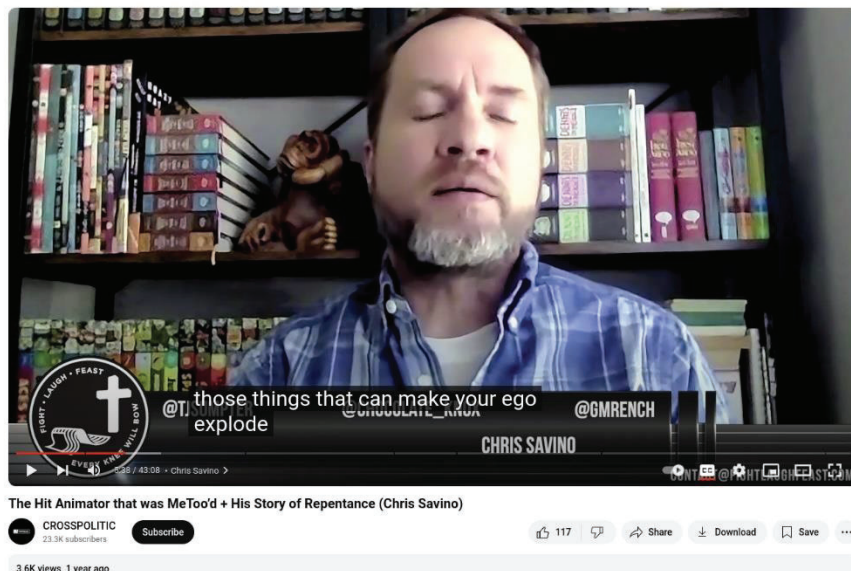 FIGHT • LAUGH • FEAST
EVERY KNEE WILL BOW
@TJSUMPTER @CHOCOLATE_KNOX @GMRENCH
those things that can make your ego
explode
CHRIS SAVINO
5:38 / 43:08 • Chris Savino >
CONTACT@FIGHTLAUGHFEAST.COM
The Hit Animator that was MeToo'd + His Story of Repentance (Chris Savino)
CROSSPOLITIC
23.3K subscribers
Subscribe
117
Share
Download
Save
3.6K views 1 year ago